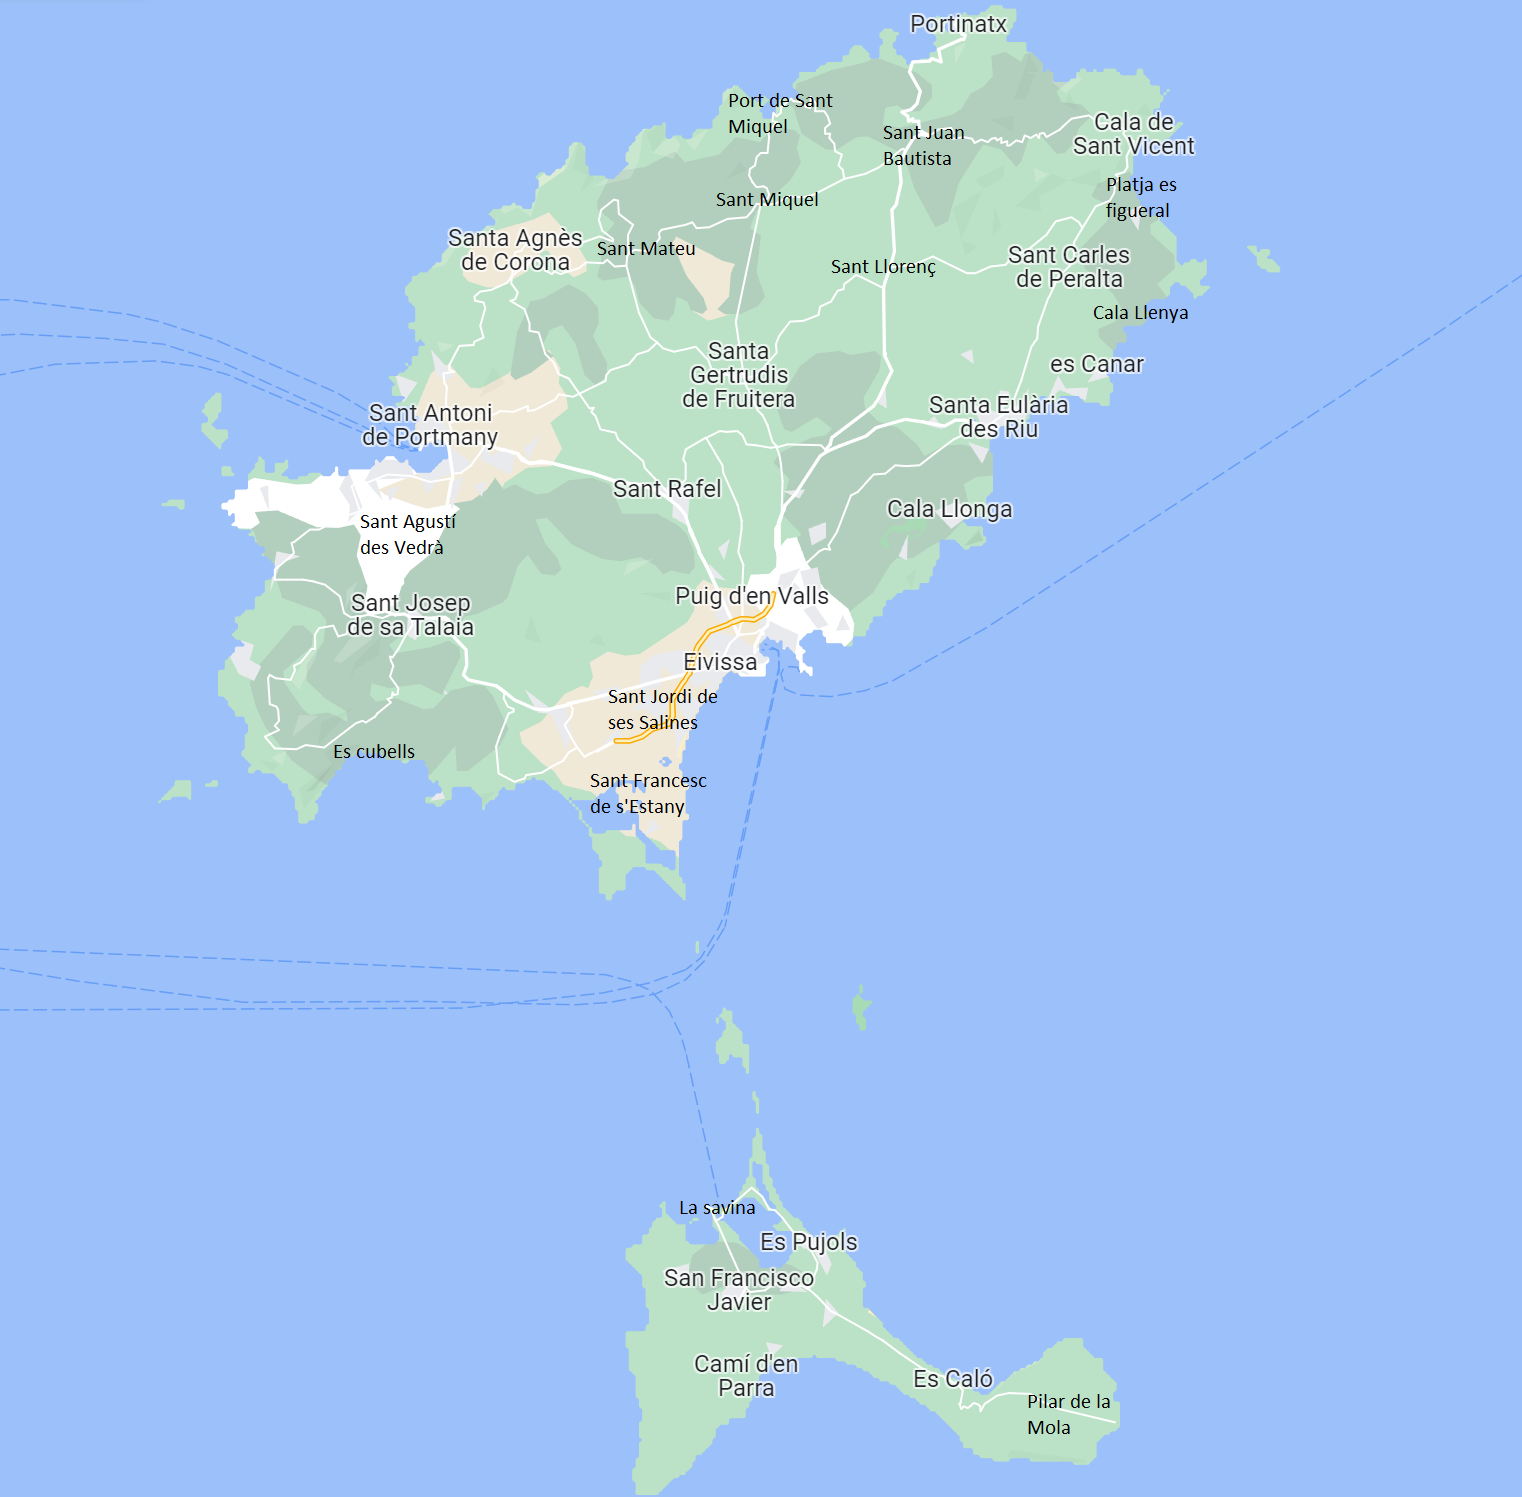 Portinatx
Port de Sant
Miquel
Sant Juan
Bautista
Cala de
Sant Vicent
Platja es
figueral
Sant Miquel
Santa Agnès
de Corona
Sant Mateu
Sant Llorenç
Sant Carles
de Peralta
Cala Llenya
Santa
Gertrudis
de Fruitera
es Canar
Sant Antoni
de Portmany
Santa Eulària
des Riu
Sant Rafel
Cala Llonga
Sant Agustí
des Vedrà
Sant Josep
de sa Talaia
Puig d'en Valls
Eivissa
Sant Jordi de
ses Salines
Es cubells
Sant Francesc
de s'Estany
La savina
Es Pujols
San Francisco
Javier
Camí d'en
Parra
Es Caló
Pilar de la
Mola